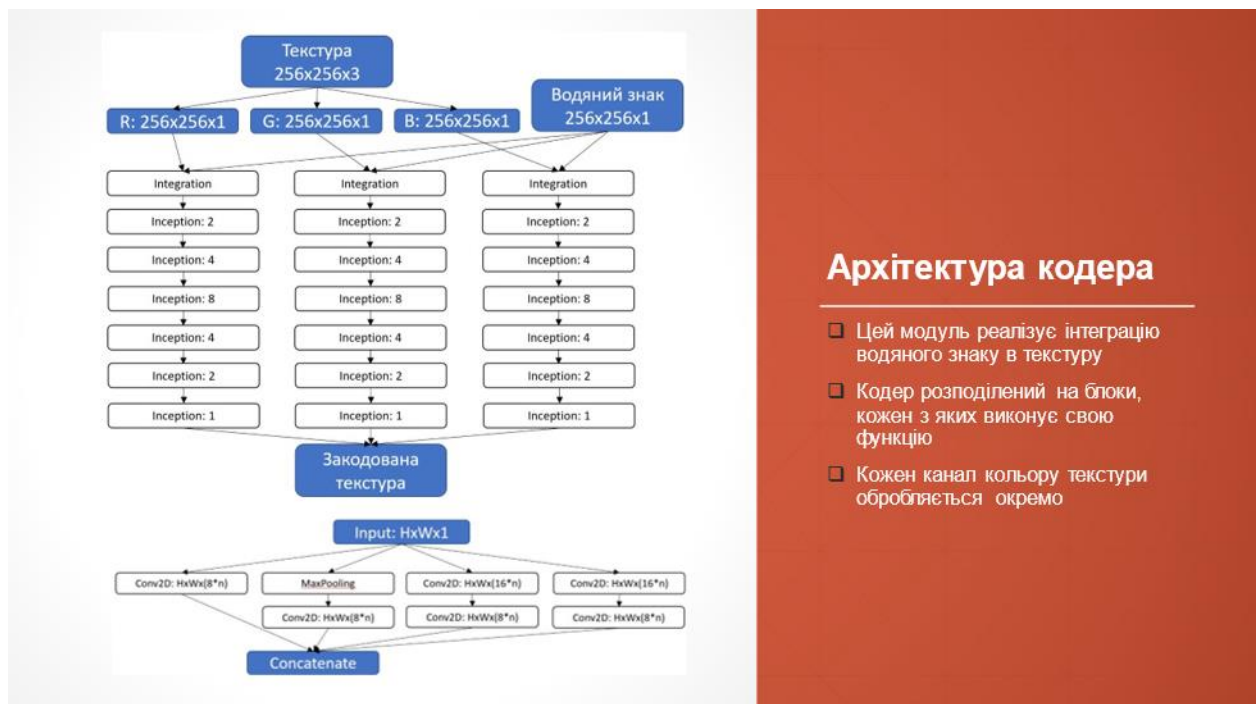 Текстура
256x256x3
Водяний знак
256x256x1
R: 256x256x1
G: 256x256x1
B: 256x256x1
Integration
Integration
Integration
Inception: 2
Inception: 2
Inception: 2
Inception: 4
Inception: 4
Inception: 4
Inception: 8
Inception: 8
Inception: 8
Inception: 4
Inception: 4
Inception: 4
Inception: 2
Inception: 2
Inception: 2
Inception: 1
Inception: 1
Inception: 1
Закодована
текстура
Input: HxWx1
Conv2D: HxWx(8*n)
MaxPooling
Conv2D: HxWx(16*n)
Conv2D: HxWx(16*n)
Conv2D: HxWx(8*n)
Conv2D: HxWx(8*n)
Conv2D: HxWx(8*n)
Concatenate
Архітектура кодера
Цей модуль реалізує інтеграцію
водяного знаку в текстуру
Кодер розподілений на блоки,
кожен з яких виконує свою
функцію
Кожен канал кольору текстури
обробляється окремо